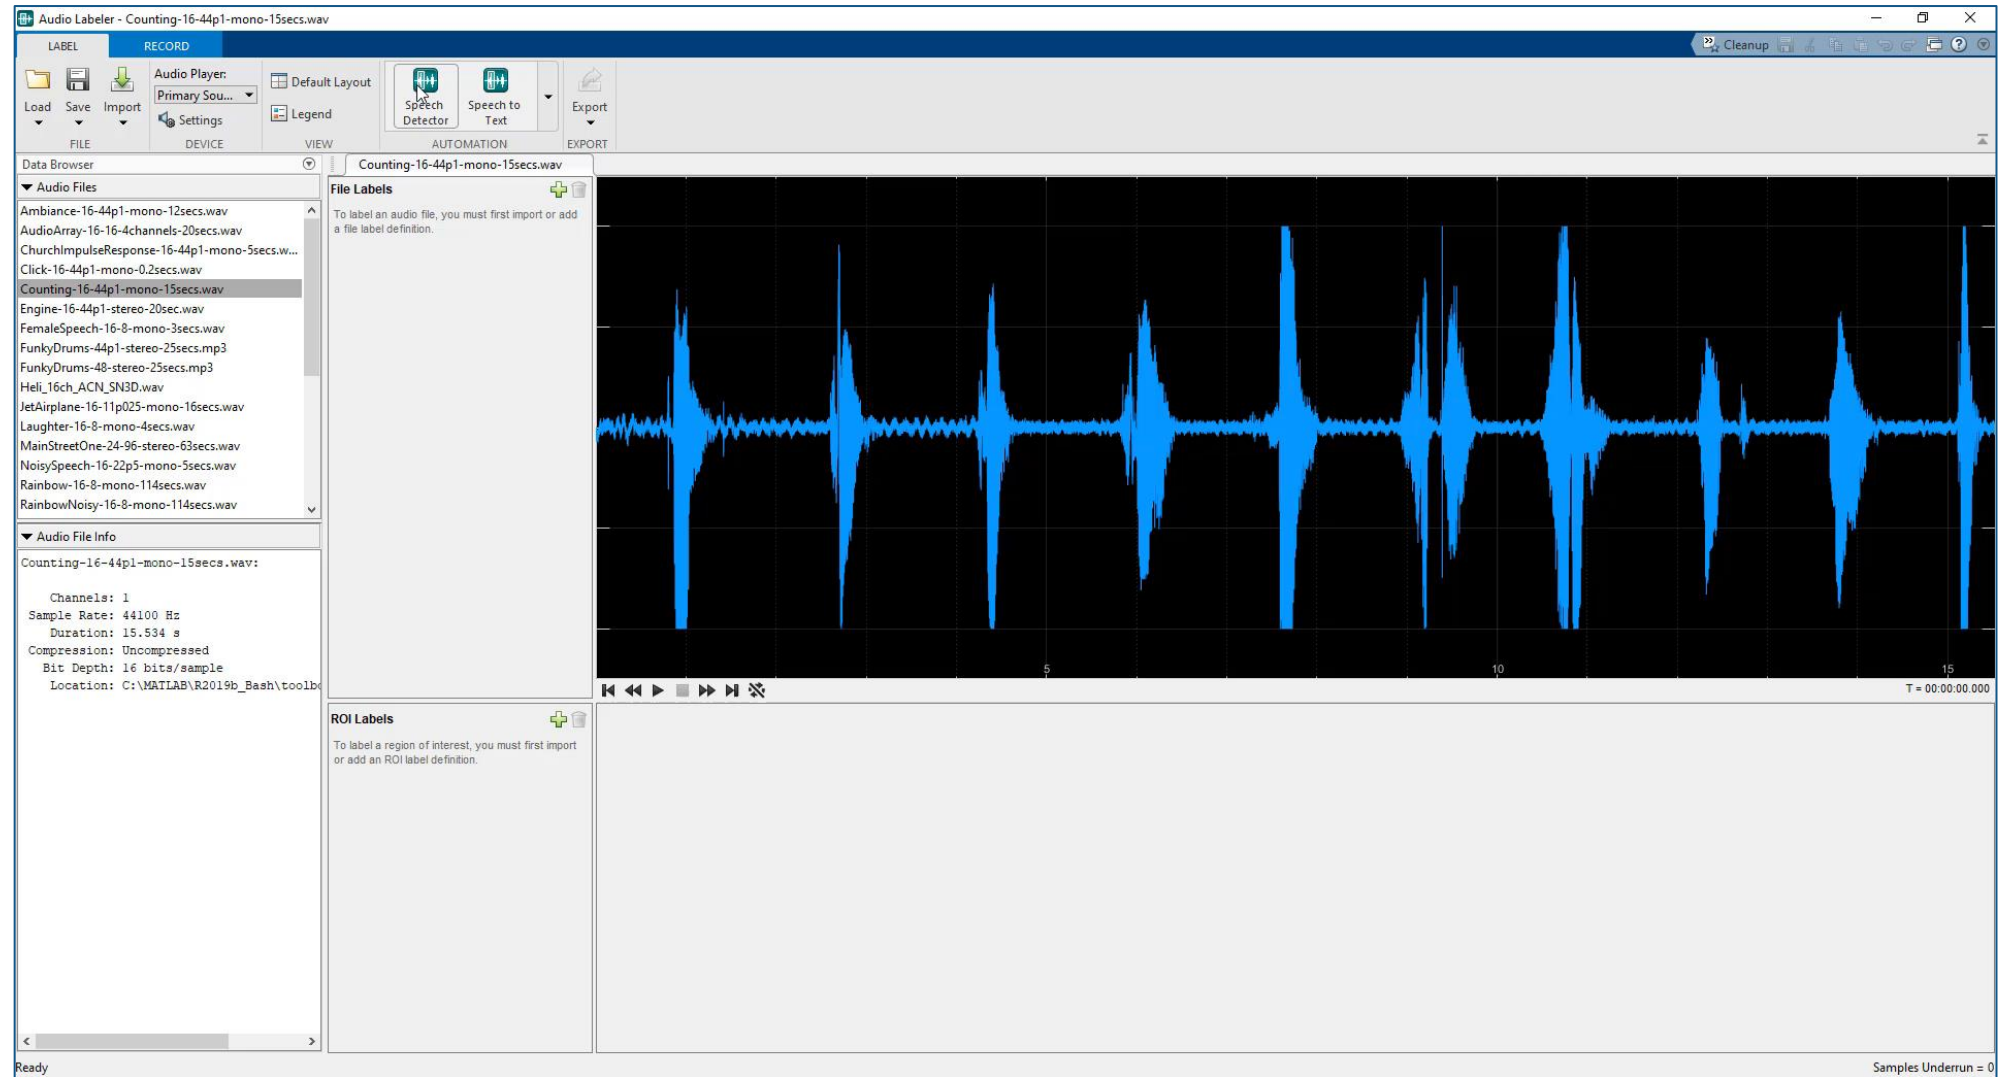 Audio Labeler - Counting-16-44p1-mono-15secs.wav
LABEL RECORD
Cleanup
Load
Save
Import
FILE
Audio Player:
Primary Sou...
Settings
DEVICE
Default Layout
Legend
VIEW
Speech Detector
Speech to Text
AUTOMATION
Export
EXPORT
Data Browser
Audio Files
Ambiance-16-44p1-mono-12secs.wav
AudioArray-16-16-4channels-20secs.wav
ChurchImpulseResponse-16-44p1-mono-5secs.w...
Click-16-44p1-mono-0.2secs.wav
Counting-16-44p1-mono-15secs.wav
Engine-16-44p1-stereo-20sec.wav
FemaleSpeech-16-8-mono-3secs.wav
FunkyDrums-44p1-stereo-25secs.mp3
FunkyDrums-48-stereo-25secs.mp3
Heli_16ch_ACN_SN3D.wav
JetAirplane-16-11p025-mono-16secs.wav
Laughter-16-8-mono-4secs.wav
MainStreetOne-24-96-stereo-63secs.wav
NoisySpeech-16-22p5-mono-5secs.wav
Rainbow-16-8-mono-114secs.wav
RainbowNoisy-16-8-mono-114secs.wav
Audio File Info
Counting-16-44p1-mono-15secs.wav:
Channels: 1
Sample Rate: 44100 Hz
Duration: 15.534 s
Compression: Uncompressed
Bit Depth: 16 bits/sample
Location: C:\MATLAB\R2019b_Bash\toolbo
Counting-16-44p1-mono-15secs.wav
File Labels
To label an audio file, you must first import or add
a file label definition.
5 10 15
T = 00:00:00.000
ROI Labels
To label a region of interest, you must first import
or add an ROI label definition.
Ready
Samples Underrun = 0